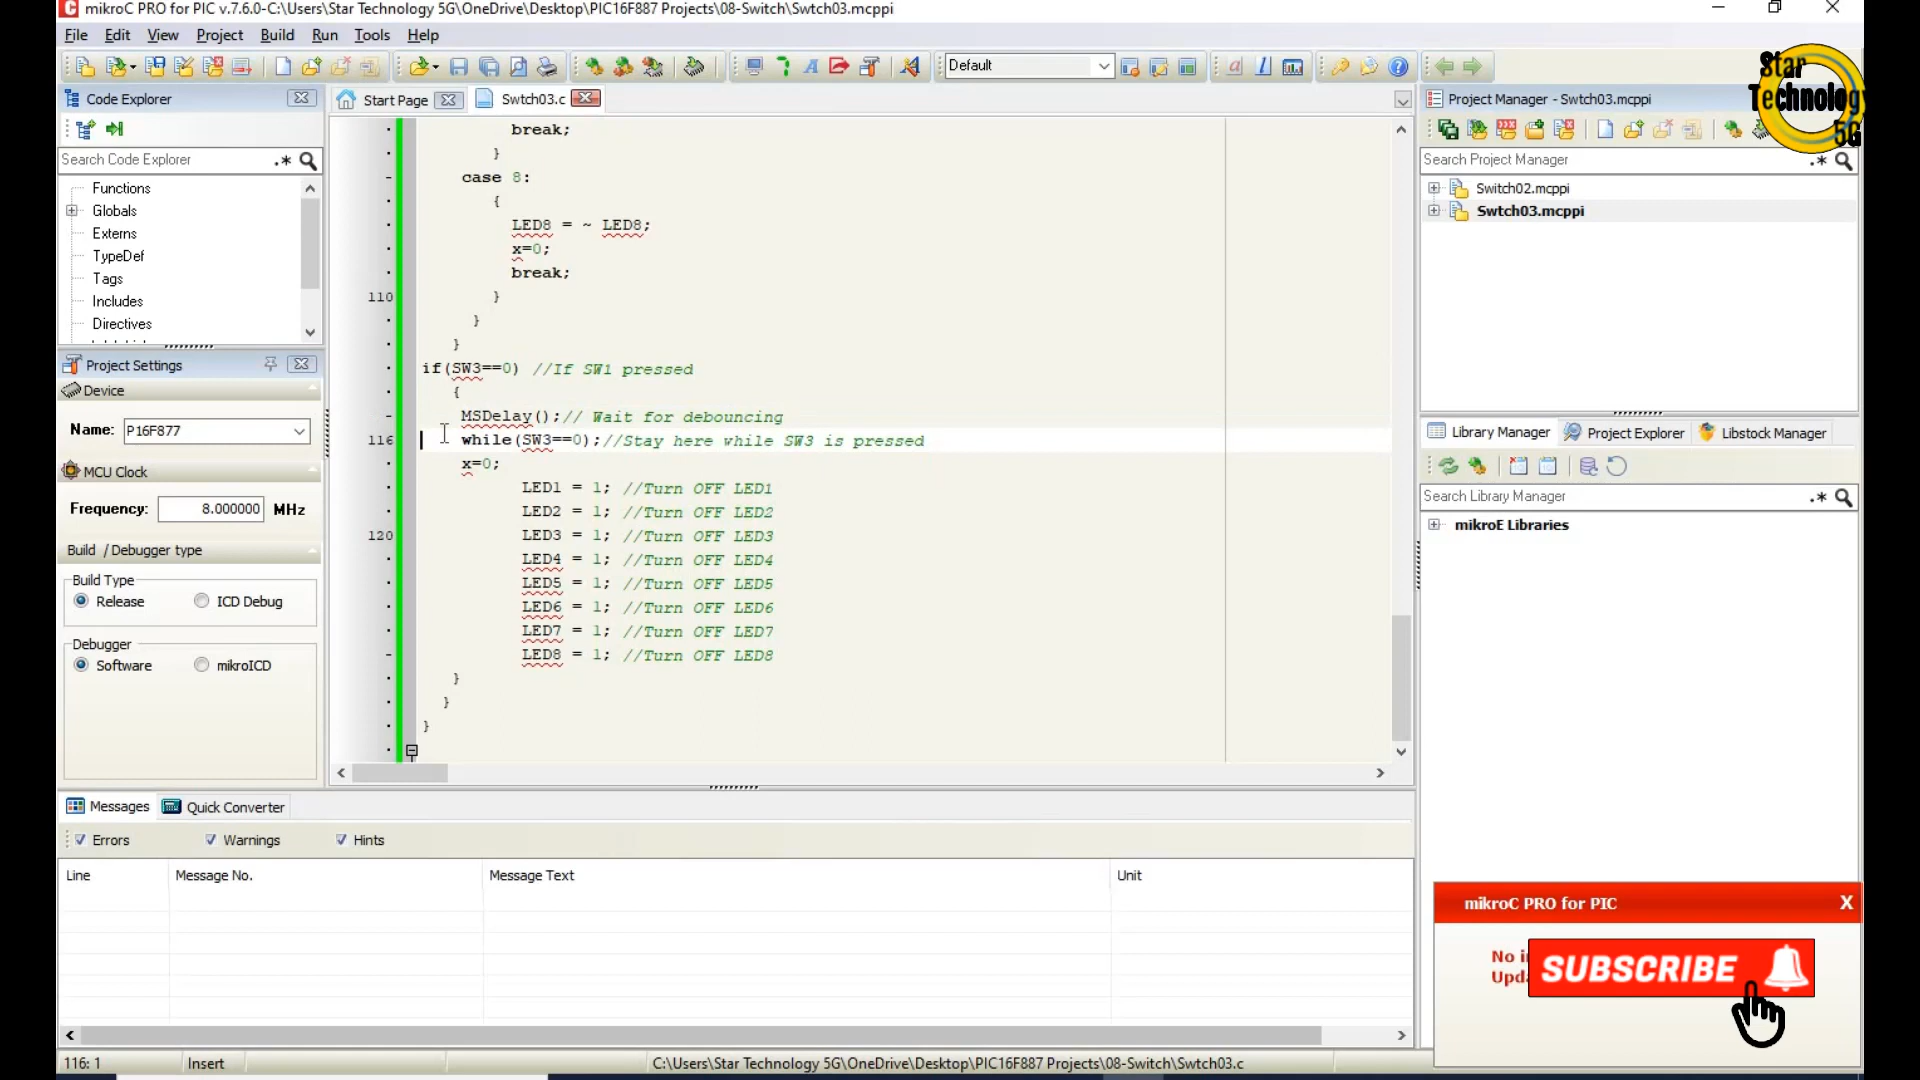 mikroC PRO for PIC v.7.6.0-C:\Users\Star Technology 5G\OneDrive\Desktop\PIC16F887 Projects\08-Switch\Swtch03.mcppi
File Edit View Project Build Run Tools Help
Default
Star
Technology
5G
Code Explorer
Start Page
Swtch03.c
Project Manager - Swtch03.mcppi
Search Code Explorer
.*
Search Project Manager
.*
Functions
Globals
Externs
TypeDef
Tags
Includes
Directives
Switch02.mcppi
Swtch03.mcppi
Project Settings
Device
Name: P16F877
MCU Clock
Frequency: 8.000000 MHz
Build / Debugger type
Build Type
Release ICD Debug
Debugger
Software mikroICD
break;
}
case 8:
{
LED8 = ~ LED8;
x=0;
break;
110 }
}
}
if(SW3==0) //If SW1 pressed
{
MSDelay();// Wait for debouncing
116 while(SW3==0);//Stay here while SW3 is pressed
x=0;
LED1 = 1; //Turn OFF LED1
LED2 = 1; //Turn OFF LED2
120 LED3 = 1; //Turn OFF LED3
LED4 = 1; //Turn OFF LED4
LED5 = 1; //Turn OFF LED5
LED6 = 1; //Turn OFF LED6
LED7 = 1; //Turn OFF LED7
LED8 = 1; //Turn OFF LED8
}
}
}
Library Manager Project Explorer Libstock Manager
Search Library Manager
.*
mikroE Libraries
Messages Quick Converter
Errors Warnings Hints
Line Message No. Message Text Unit
mikroC PRO for PIC X
SUBSCRIBE
116: 1 Insert C:\Users\Star Technology 5G\OneDrive\Desktop\PIC16F887 Projects\08-Switch\Swtch03.c